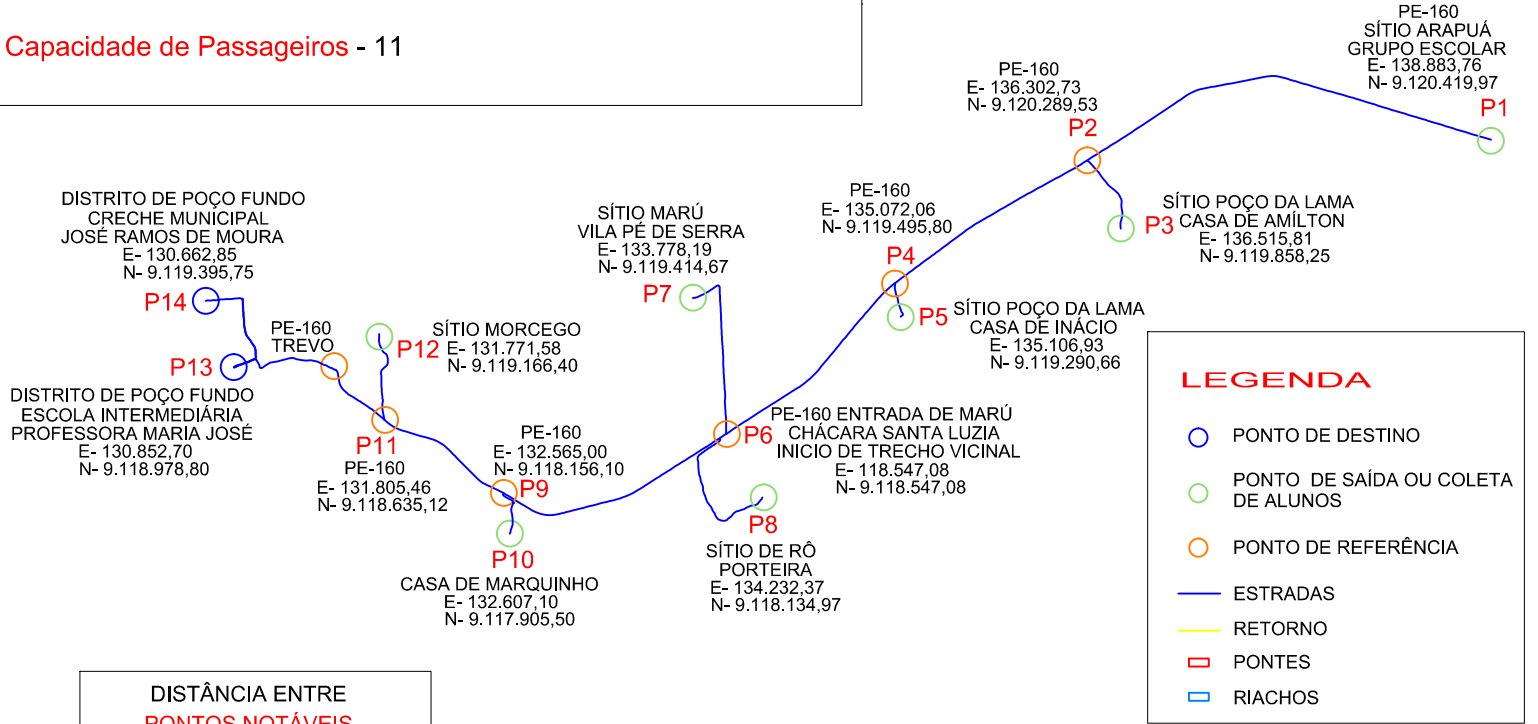 Capacidade de Passageiros - 11
PE-160
SÍTIO ARAPUÁ
GRUPO ESCOLAR
E- 138.883,76
N- 9.120.419,97
P1
PE-160
E- 136.302,73
N- 9.120.289,53
P2
SÍTIO POÇO DA LAMA
CASA DE AMÍLTON
E- 136.515,81
N- 9.119.858,25
P3
PE-160
E- 135.072,06
N- 9.119.495,80
P4
SÍTIO POÇO DA LAMA
CASA DE INÁCIO
E- 135.106,93
N- 9.119.290,66
P5
SÍTIO MARÚ
VILA PÉ DE SERRA
E- 133.778,19
N- 9.119.414,67
P7
DISTRITO DE POÇO FUNDO
CRECHE MUNICIPAL
JOSÉ RAMOS DE MOURA
E- 130.662,85
N- 9.119.395,75
P14
PE-160
TREVO
P12
SÍTIO MORCEGO
E- 131.771,58
N- 9.119.166,40
P13
DISTRITO DE POÇO FUNDO
ESCOLA INTERMEDIÁRIA
PROFESSORA MARIA JOSÉ
E- 130.852,70
N- 9.118.978,80
P11
PE-160
E- 131.805,46
N- 9.118.635,12
PE-160
E- 132.565,00
N- 9.118.156,10
P9
P6
PE-160 ENTRADA DE MARÚ
CHÁCARA SANTA LUZIA
INICIO DE TRECHO VICINAL
E- 118.547,08
N- 9.118.547,08
P8
SÍTIO DE RÔ
PORTEIRA
E- 134.232,37
N- 9.118.134,97
P10
CASA DE MARQUINHO
E- 132.607,10
N- 9.117.905,50
LEGENDA
PONTO DE DESTINO
PONTO DE SAÍDA OU COLETA
DE ALUNOS
PONTO DE REFERÊNCIA
ESTRADAS
RETORNO
PONTES
RIACHOS
DISTÂNCIA ENTRE
PONTOS NOTÁVEIS